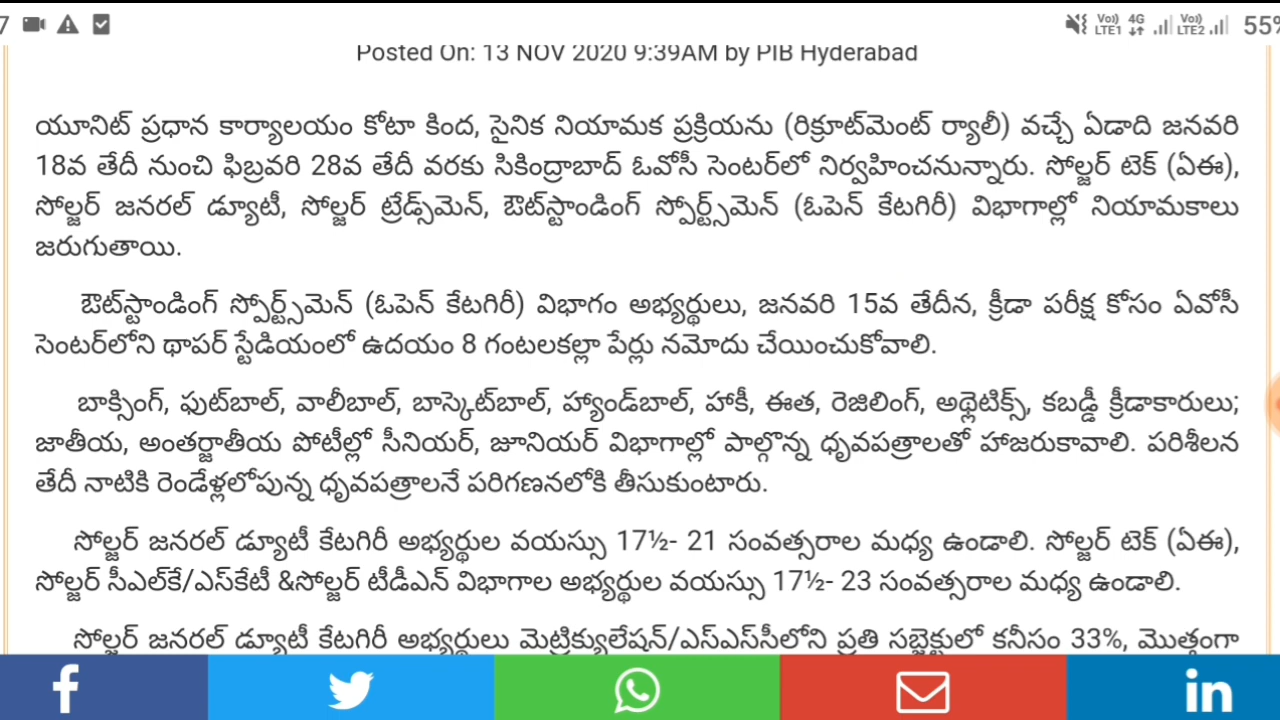 7
Voj) LTE1 4G Voj) LTE2 55%
Posted On: 13 NOV 2020 9:39AM by PIB Hyderabad
యూనిట్ ప్రధాన కార్యాలయం కోటా కింద, సైనిక నియామక ప్రక్రియను (రిక్రూట్‌మెంట్ ర్యాలీ) వచ్చే ఏడాది జనవరి
18వ తేదీ నుంచి ఫిబ్రవరి 28వ తేదీ వరకు సికింద్రాబాద్ ఓవోసీ సెంటర్‌లో నిర్వహించనున్నారు. సోల్జర్ టెక్ (ఏఈ),
సోల్జర్ జనరల్ డ్యూటీ, సోల్జర్ ట్రేడ్స్‌మెన్, ఔట్‌స్టాండింగ్ స్పోర్ట్స్‌మెన్ (ఓపెన్ కేటగిరీ) విభాగాల్లో నియామకాలు
జరుగుతాయి.
ఔట్‌స్టాండింగ్ స్పోర్ట్స్‌మెన్ (ఓపెన్ కేటగిరీ) విభాగం అభ్యర్థులు, జనవరి 15వ తేదీన, క్రీడా పరీక్ష కోసం ఏవోసీ
సెంటర్‌లోని థాపర్ స్టేడియంలో ఉదయం 8 గంటలకల్లా పేర్లు నమోదు చేయించుకోవాలి.
బాక్సింగ్, ఫుట్‌బాల్, వాలీబాల్, బాస్కెట్‌బాల్, హ్యాండ్‌బాల్, హాకీ, ఈత, రెజిలింగ్, అథ్లెటిక్స్, కబడ్డీ క్రీడాకారులు;
జాతీయ, అంతర్జాతీయ పోటీల్లో సీనియర్, జూనియర్ విభాగాల్లో పాల్గొన్న ధృవపత్రాలతో హాజరుకావాలి. పరిశీలన
తేదీ నాటికి రెండేళ్లలోపున్న ధృవపత్రాలనే పరిగణనలోకి తీసుకుంటారు.
సోల్జర్ జనరల్ డ్యూటీ కేటగిరీ అభ్యర్థుల వయస్సు 17½- 21 సంవత్సరాల మధ్య ఉండాలి. సోల్జర్ టెక్ (ఏఈ),
సోల్జర్ సీఎల్‌కే/ఎస్‌కేటీ &సోల్జర్ టీడీఎన్ విభాగాల అభ్యర్థుల వయస్సు 17½- 23 సంవత్సరాల మధ్య ఉండాలి.
సోల్జర్ జనరల్ డ్యూటీ కేటగిరీ అభ్యర్థులు మెట్రిక్యులేషన్/ఎస్ఎస్‌సీలోని ప్రతి సబ్జెక్టులో కనీసం 33%, మొత్తంగా